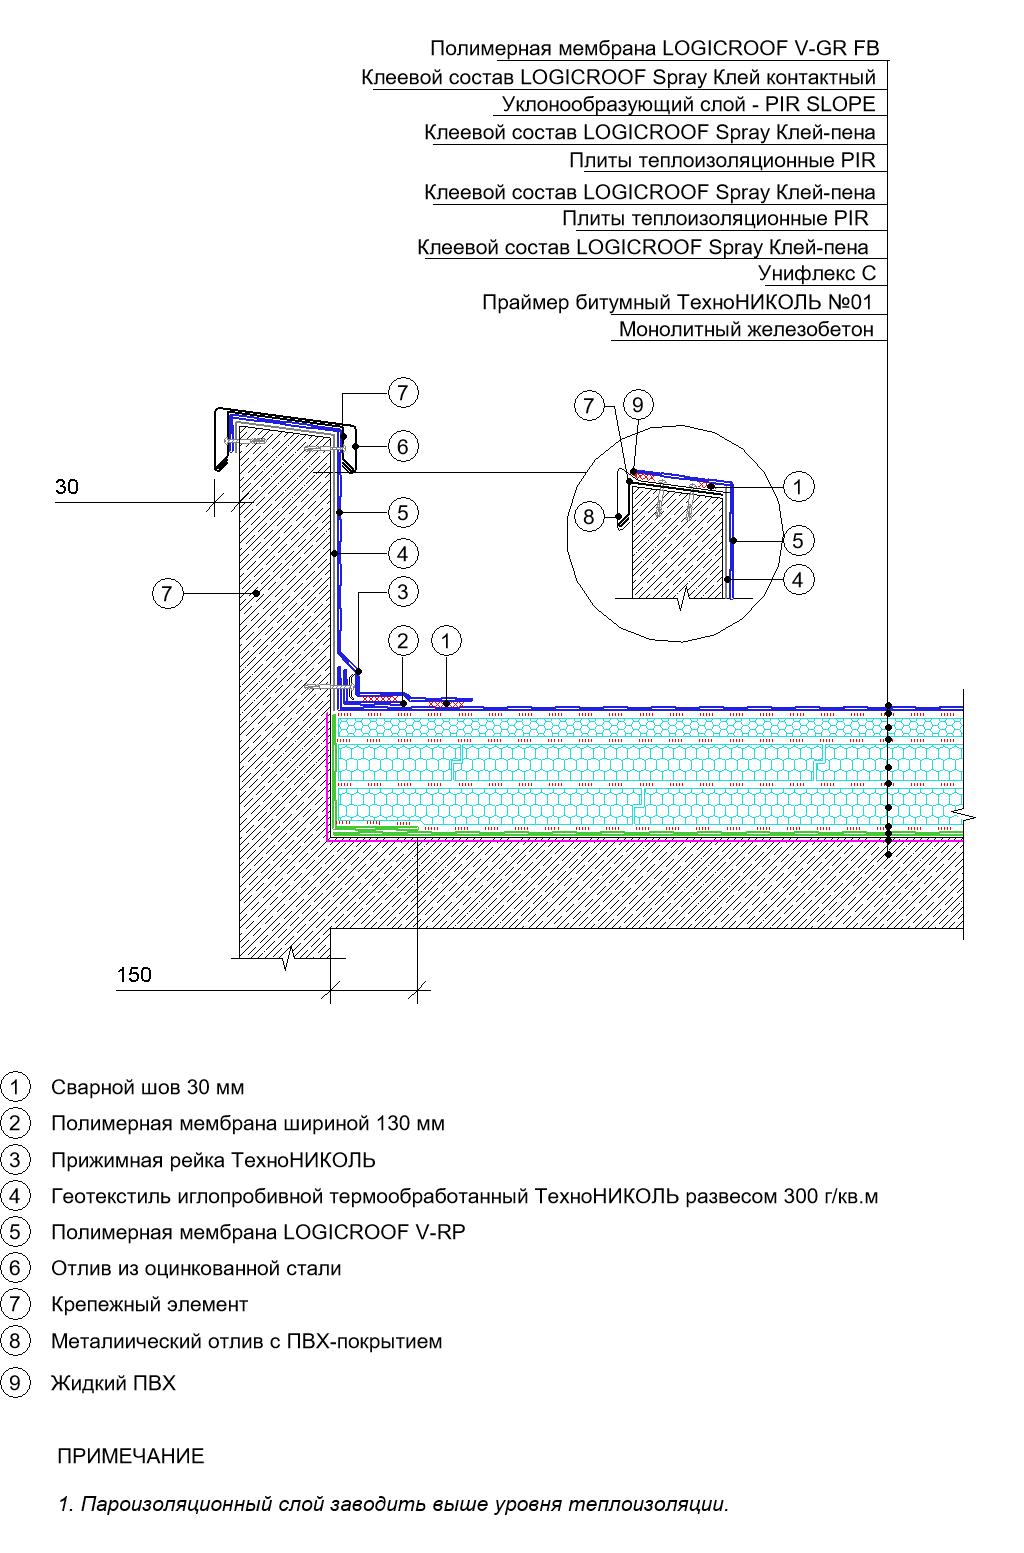 Полимерная мембрана LOGICROOF V-GR FB
Клеевой состав LOGICROOF Spray Клей контактный
Уклонообразующий слой - PIR SLOPE
Клеевой состав LOGICROOF Spray Клей-пена
Плиты теплоизоляционные PIR
Клеевой состав LOGICROOF Spray Клей-пена
Плиты теплоизоляционные PIR
Клеевой состав LOGICROOF Spray Клей-пена
Унифлекс С
Праймер битумный ТехноНИКОЛЬ №01
Монолитный железобетон
7
6
5
4
3
2 1
7
30
7 9
1
8
5
4
150
1 Сварной шов 30 мм
2 Полимерная мембрана шириной 130 мм
3 Прижимная рейка ТехноНИКОЛЬ
4 Геотекстиль иглопробивной термообработанный ТехноНИКОЛЬ развесом 300 г/кв.м
5 Полимерная мембрана LOGICROOF V-RP
6 Отлив из оцинкованной стали
7 Крепежный элемент
8 Металиический отлив с ПВХ-покрытием
9 Жидкий ПВХ
ПРИМЕЧАНИЕ
1. Пароизоляционный слой заводить выше уровня теплоизоляции.